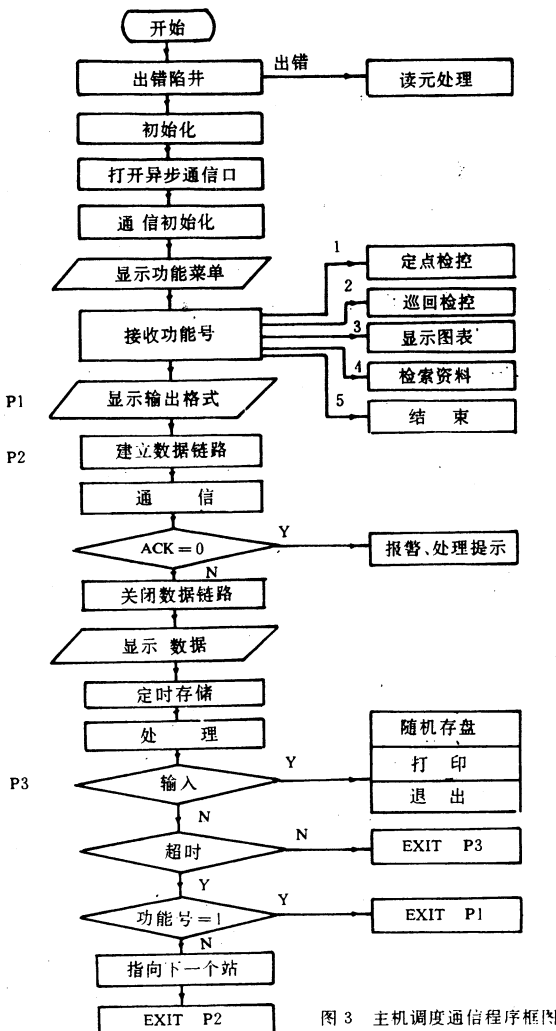 开始
出错陷井
出错
读元处理
初始化
打开异步通信口
通信初始化
显示功能菜单
接收功能号
1
定点检控
2
巡回检控
3
显示图表
4
检索资料
5
结 束
P1
显示输出格式
P2
建立数据链路
通 信
ACK=0
Y
报警、处理提示
N
关闭数据链路
显示 数据
定时存储
处 理
P3
输入
Y
随机存盘
打 印
退 出
N
超时
N
EXIT P3
Y
功能号=1
Y
EXIT P1
N
指向下一个站
EXIT P2
图 3 主机调度通信程序框图